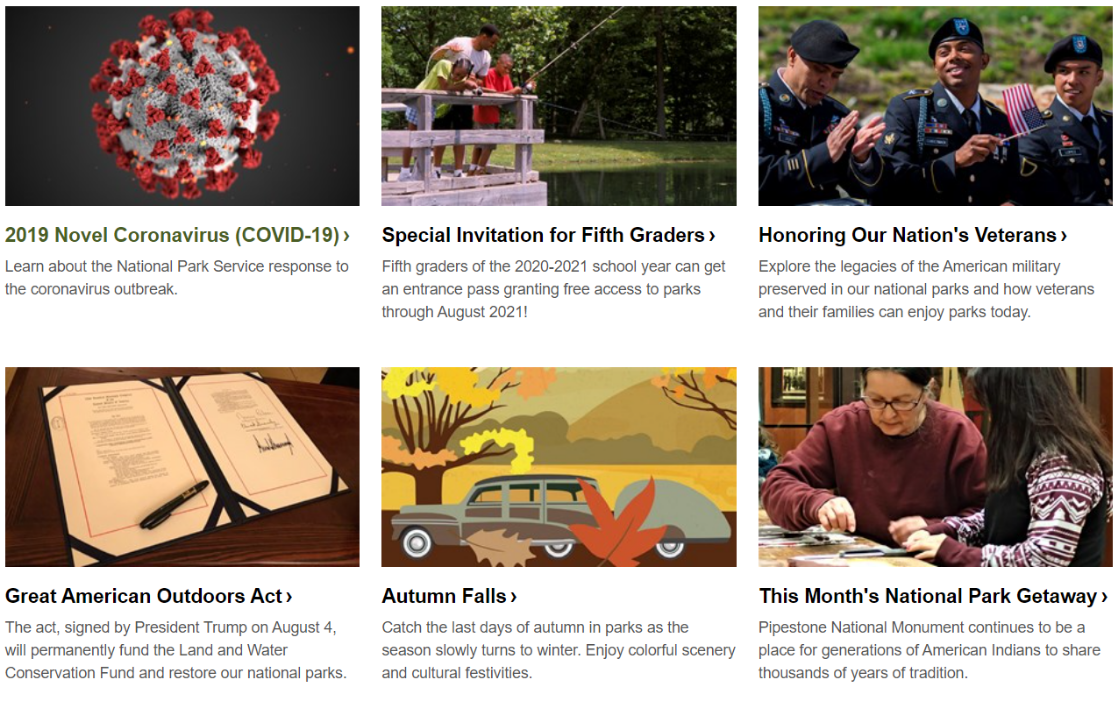 2019 Novel Coronavirus (COVID-19) ›
Learn about the National Park Service response to
the coronavirus outbreak.
Special Invitation for Fifth Graders ›
Fifth graders of the 2020-2021 school year can get
an entrance pass granting free access to parks
through August 2021!
Honoring Our Nation's Veterans ›
Explore the legacies of the American military
preserved in our national parks and how veterans
and their families can enjoy parks today.
Great American Outdoors Act ›
The act, signed by President Trump on August 4,
will permanently fund the Land and Water
Conservation Fund and restore our national parks.
Autumn Falls ›
Catch the last days of autumn in parks as the
season slowly turns to winter. Enjoy colorful scenery
and cultural festivities.
This Month's National Park Getaway ›
Pipestone National Monument continues to be a
place for generations of American Indians to share
thousands of years of tradition.